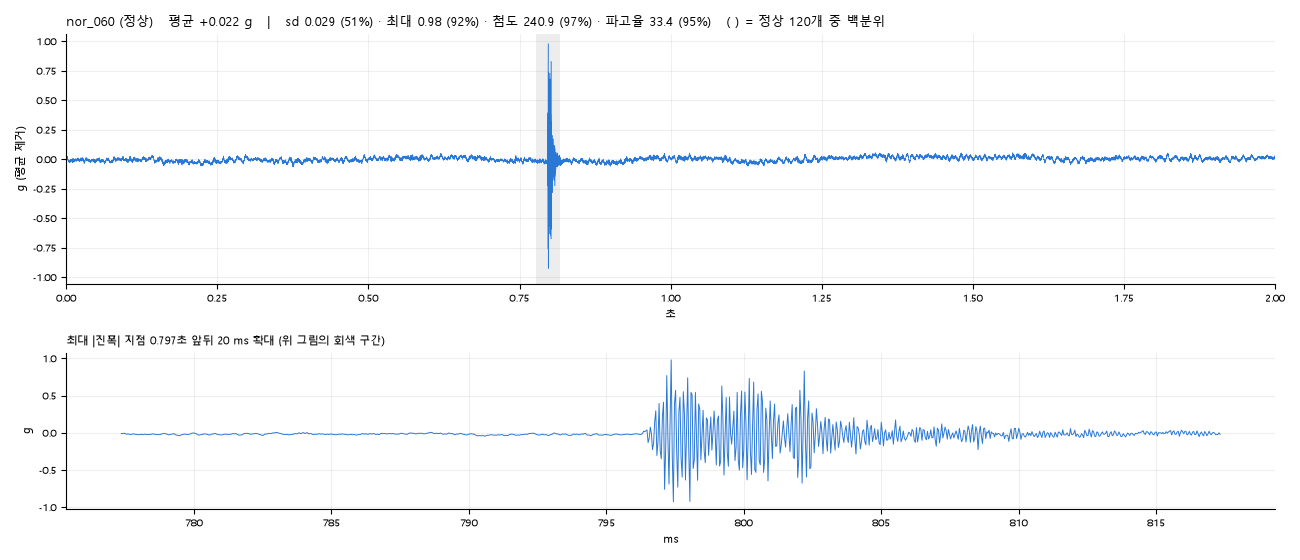 nor_060 (정상) 평균 +0.022 g | sd 0.029 (51%) · 최대 0.98 (92%) · 첨도 240.9 (97%) · 파고율 33.4 (95%) ( ) = 정상 120개 중 백분위
g (평균 제거)
1.00
0.75
0.50
0.25
0.00
-0.25
-0.50
-0.75
-1.00
0.00 0.25 0.50 0.75 1.00 1.25 1.50 1.75 2.00
초
최대 |진폭| 지점 0.797초 앞뒤 20 ms 확대 (위 그림의 회색 구간)
g
1.0
0.5
0.0
-0.5
-1.0
780 785 790 795 800 805 810 815
ms